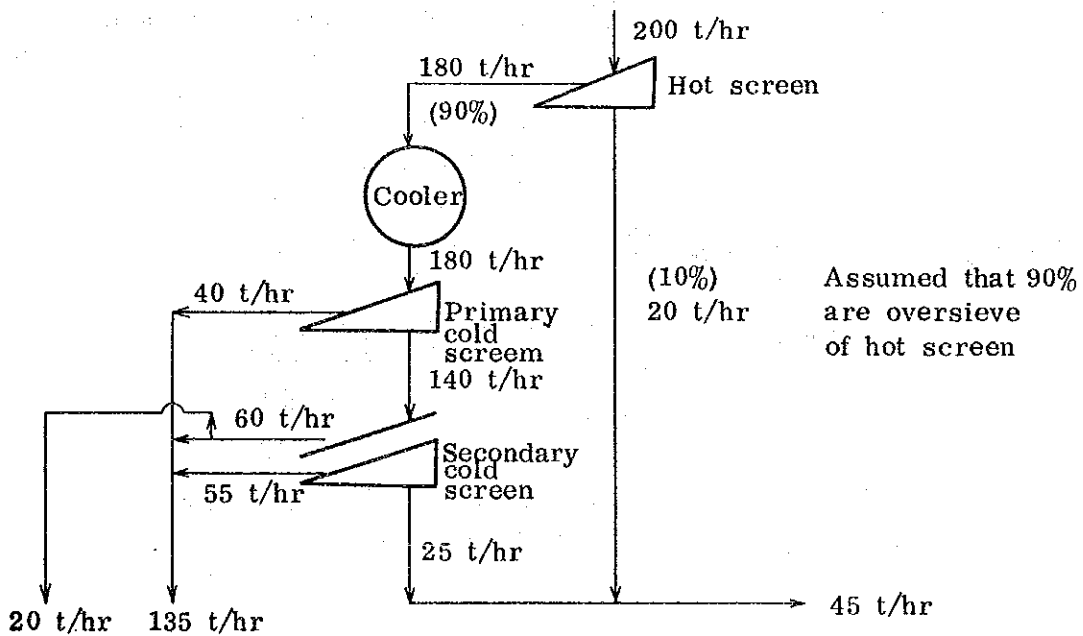 200 t/hr
180 t/hr
Hot screen
(90%)
Cooler
180 t/hr
(10%)
20 t/hr
Assumed that 90%
are oversieve
of hot screen
40 t/hr
Primary
cold
screem
140 t/hr
60 t/hr
Secondary
cold
screen
55 t/hr
25 t/hr
20 t/hr
135 t/hr
45 t/hr